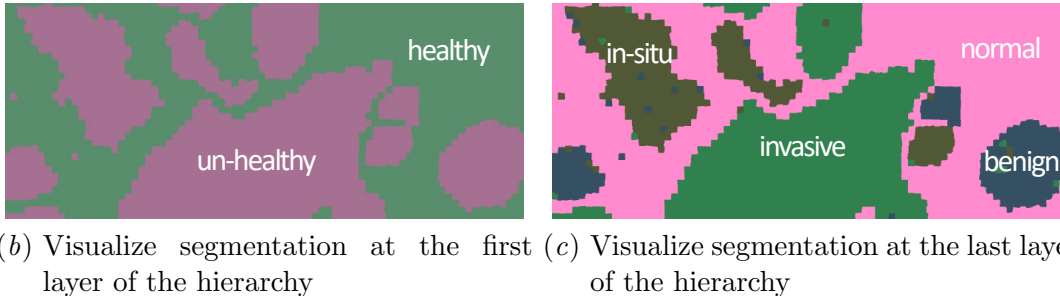 healthy
un-healthy
in-situ
normal
invasive
benign
(b) Visualize segmentation at the first
layer of the hierarchy
(c) Visualize segmentation at the last laye
of the hierarchy